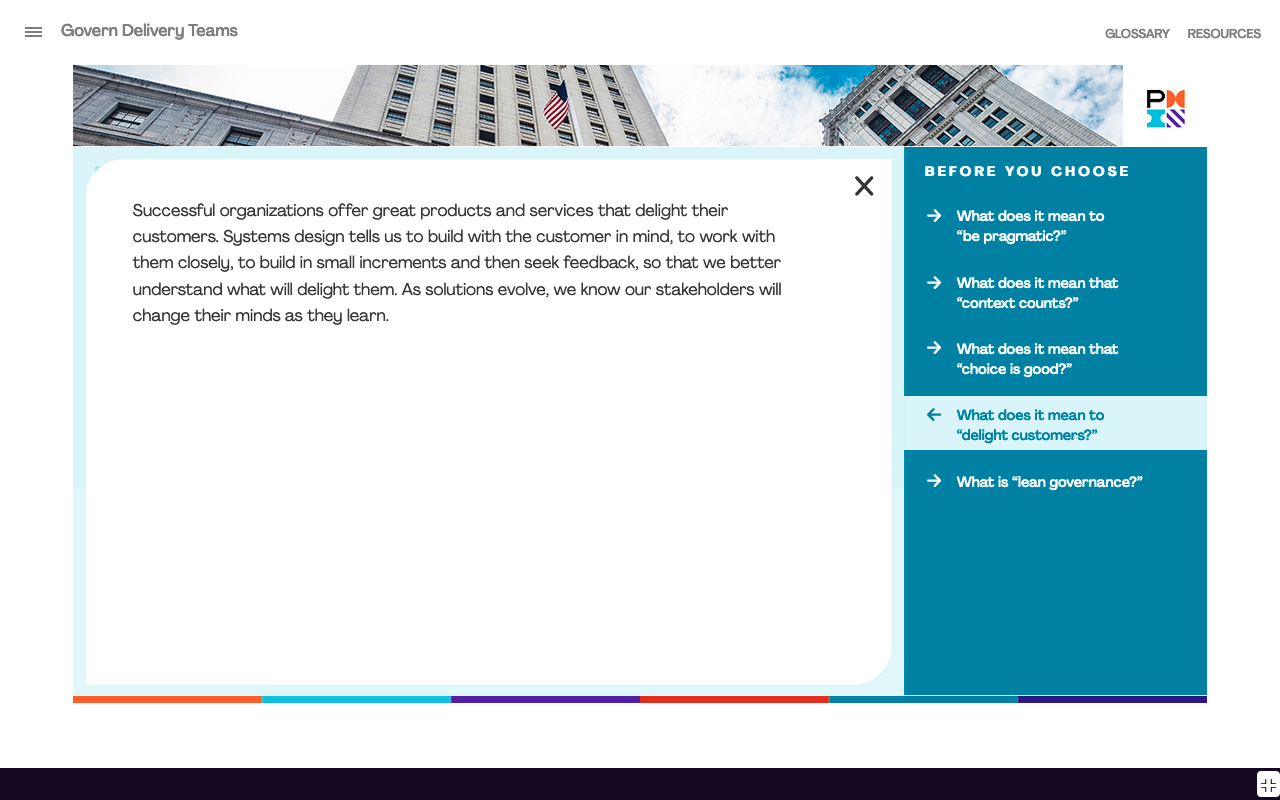 Govern Delivery Teams
GLOSSARY
RESOURCES
Successful organizations offer great products and services that delight their
customers. Systems design tells us to build with the customer in mind, to work with
them closely, to build in small increments and then seek feedback, so that we better
understand what will delight them. As solutions evolve, we know our stakeholders will
change their minds as they learn.
BEFORE YOU CHOOSE
What does it mean to
“be pragmatic?”
What does it mean that
“context counts?”
What does it mean that
“choice is good?”
What does it mean to
“delight customers?”
What is “lean governance?”